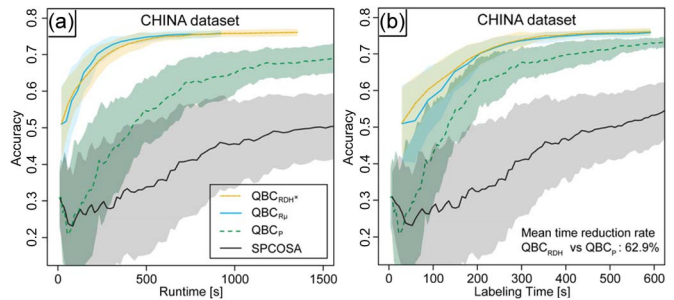 (a)
CHINA dataset
Accuracy
0.8
0.7
0.6
0.5
0.4
0.3
0.2
QBC_RDH*
QBC_Rμ
QBC_P
SPCOSA
0 500 1000 1500
Runtime [s]
(b)
CHINA dataset
Accuracy
0.8
0.7
0.6
0.5
0.4
0.3
0.2
Mean time reduction rate
QBC_RDH vs QBC_P: 62.9%
0 100 200 300 400 500 600
Labeling Time [s]